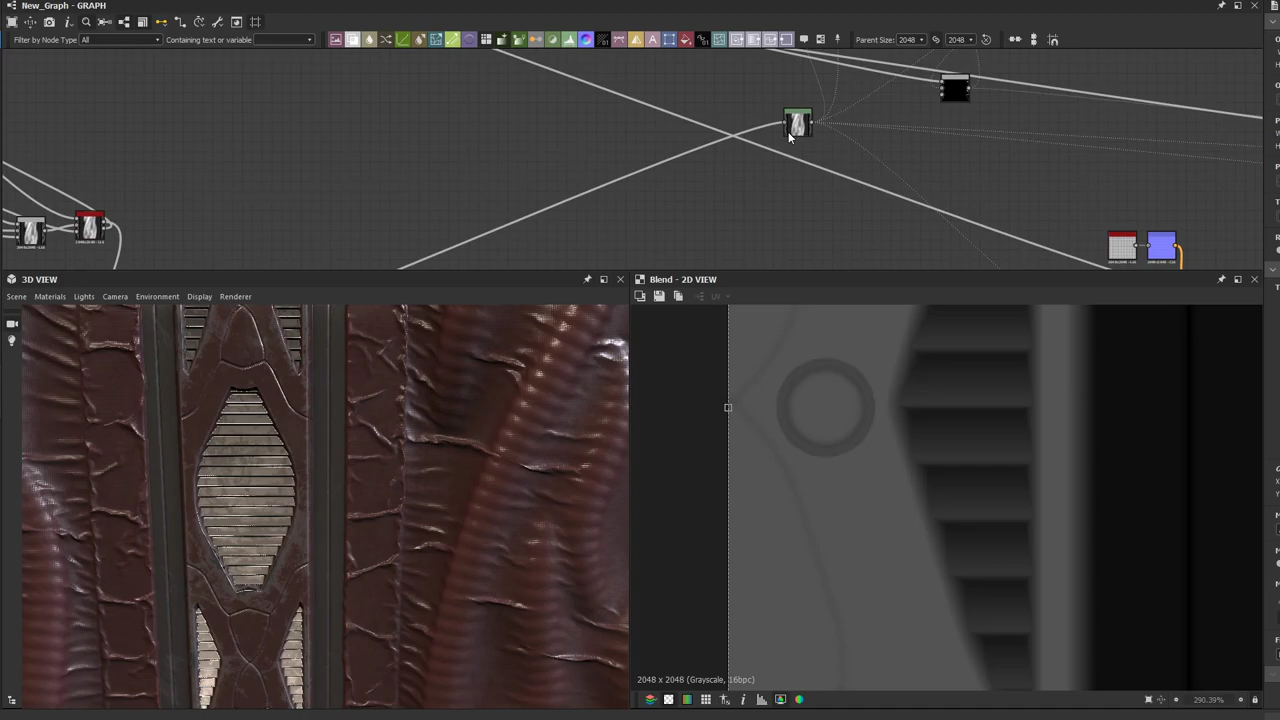 New_Graph - GRAPH
Filter by Node Type All Containing text or variable Parent Size: 2048 2048
3D VIEW
Scene Materials Lights Camera Environment Display Renderer
Blend - 2D VIEW
UV
2048 x 2048 (Grayscale, 16bpc)
290.39%